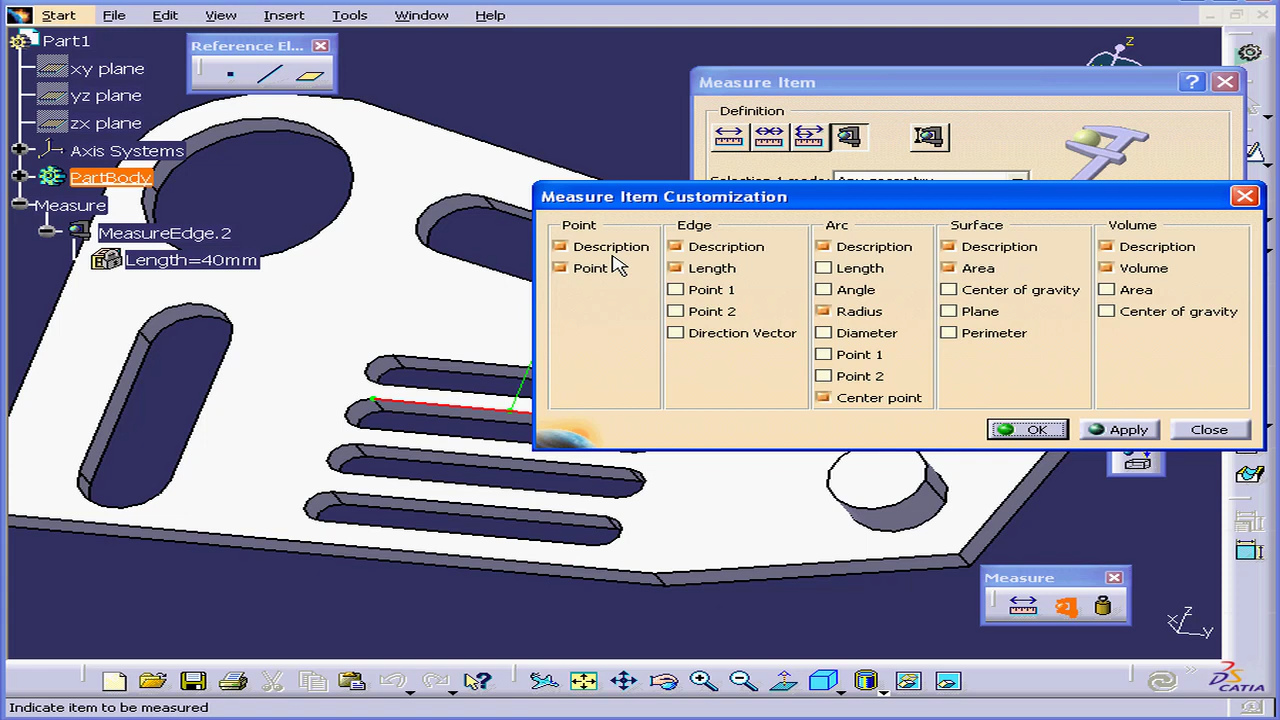 Start File Edit View Insert Tools Window Help
Part1
xy plane
yz plane
zx plane
Axis Systems
PartBody
Measure
MeasureEdge.2
Length=40mm
Reference El...
z
Measure Item
?
Definition
Measure Item Customization
Point
Description
Point
Edge
Description
Length
Point 1
Point 2
Direction Vector
Arc
Description
Length
Angle
Radius
Diameter
Point 1
Point 2
Center point
Surface
Description
Area
Center of gravity
Plane
Perimeter
Volume
Description
Volume
Area
Center of gravity
OK Apply Close
Measure
z
x
y
CATIA
Indicate item to be measured